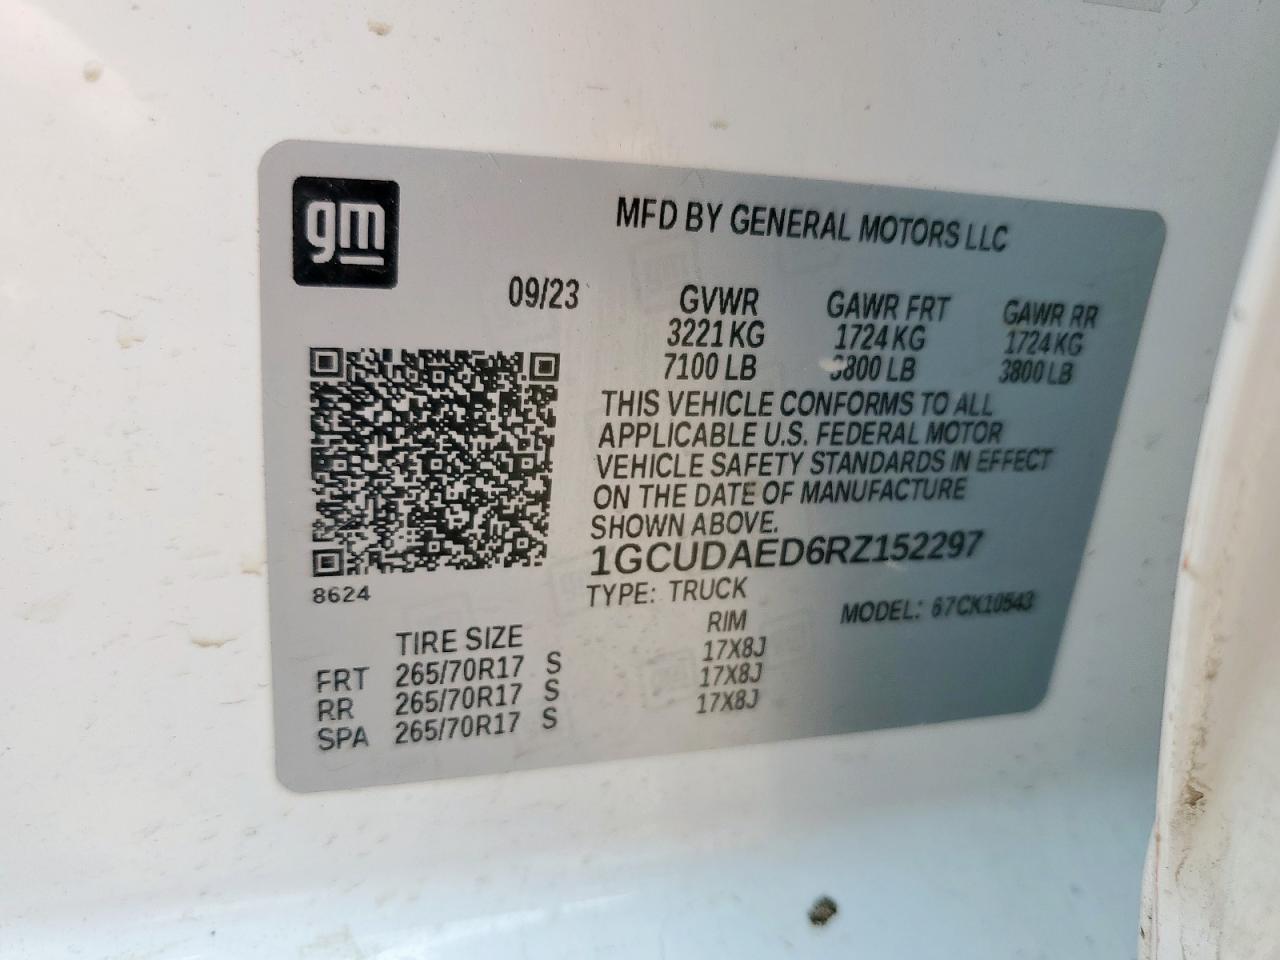 gm
MFD BY GENERAL MOTORS LLC
09/23 GVWR GAWR FRT GAWR RR
3221 KG 1724 KG 1724 KG
7100 LB 3800 LB 3800 LB
THIS VEHICLE CONFORMS TO ALL
APPLICABLE U.S. FEDERAL MOTOR
VEHICLE SAFETY STANDARDS IN EFFECT
ON THE DATE OF MANUFACTURE
SHOWN ABOVE.
1GCUDAED6RZ152297
8624
TYPE: TRUCK MODEL: 67CK10543
TIRE SIZE RIM
FRT 265/70R17 S 17X8J
RR 265/70R17 S 17X8J
SPA 265/70R17 S 17X8J